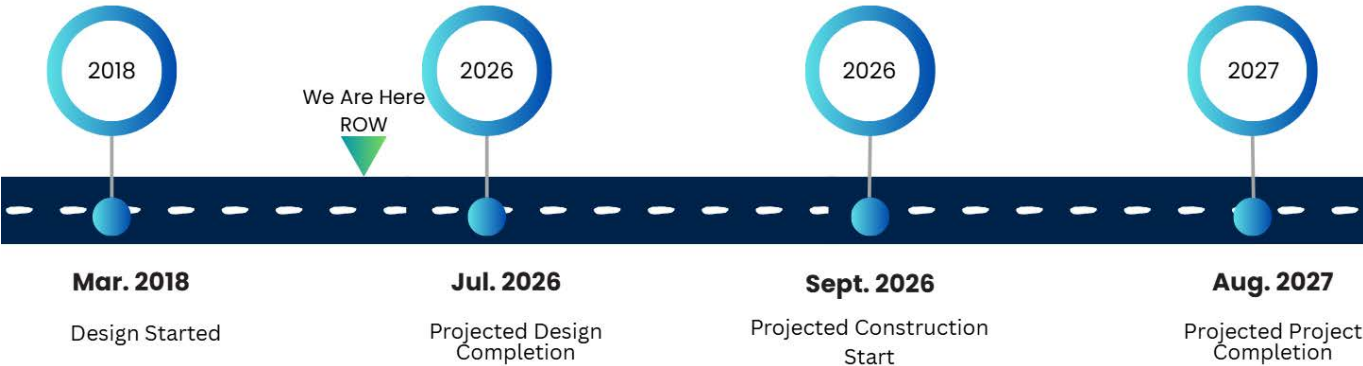 2018
We Are Here
ROW
2026
2026
2027
Mar. 2018
Design Started
Jul. 2026
Projected Design
Completion
Sept. 2026
Projected Construction
Start
Aug. 2027
Projected Project
Completion